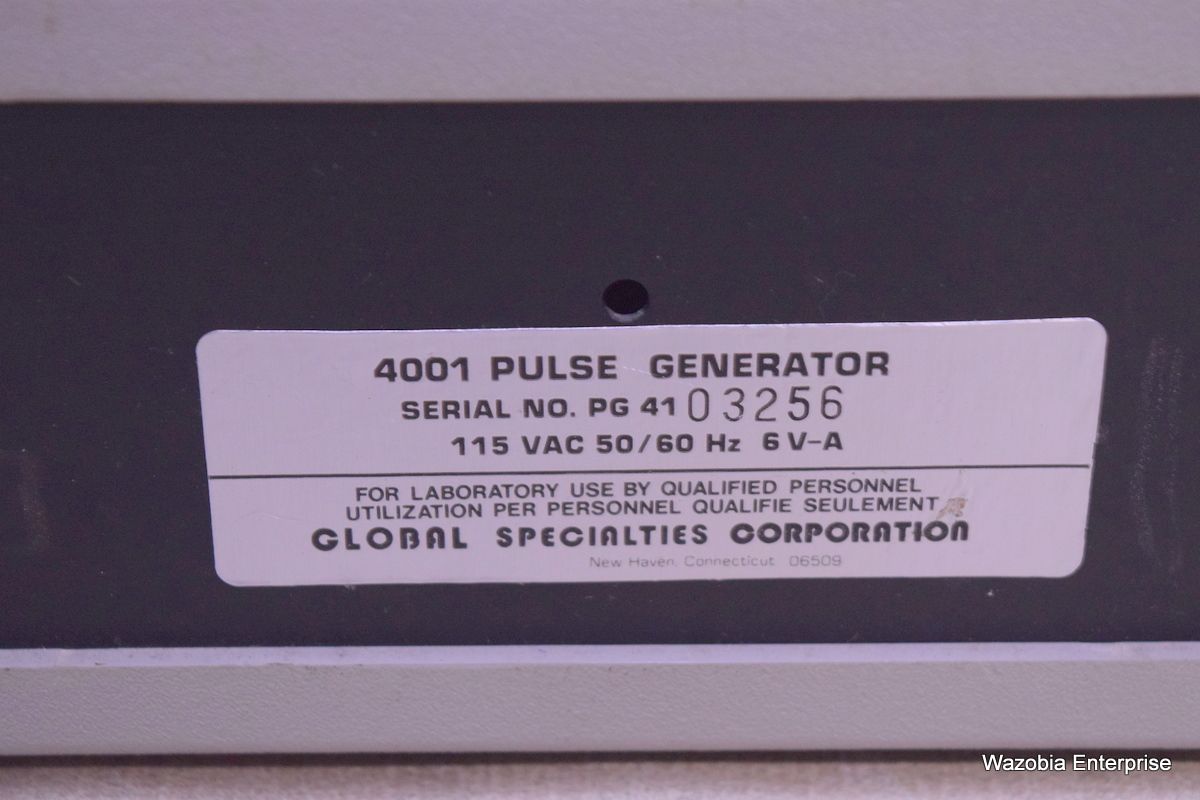 4001 PULSE GENERATOR
SERIAL NO. PG 41 03256
115 VAC 50/60 Hz 6 V-A
FOR LABORATORY USE BY QUALIFIED PERSONNEL
UTILIZATION PER PERSONNEL QUALIFIE SEULEMENT
GLOBAL SPECIALTIES CORPORATION
New Haven, Connecticut 06509
Wazobia Enterprise